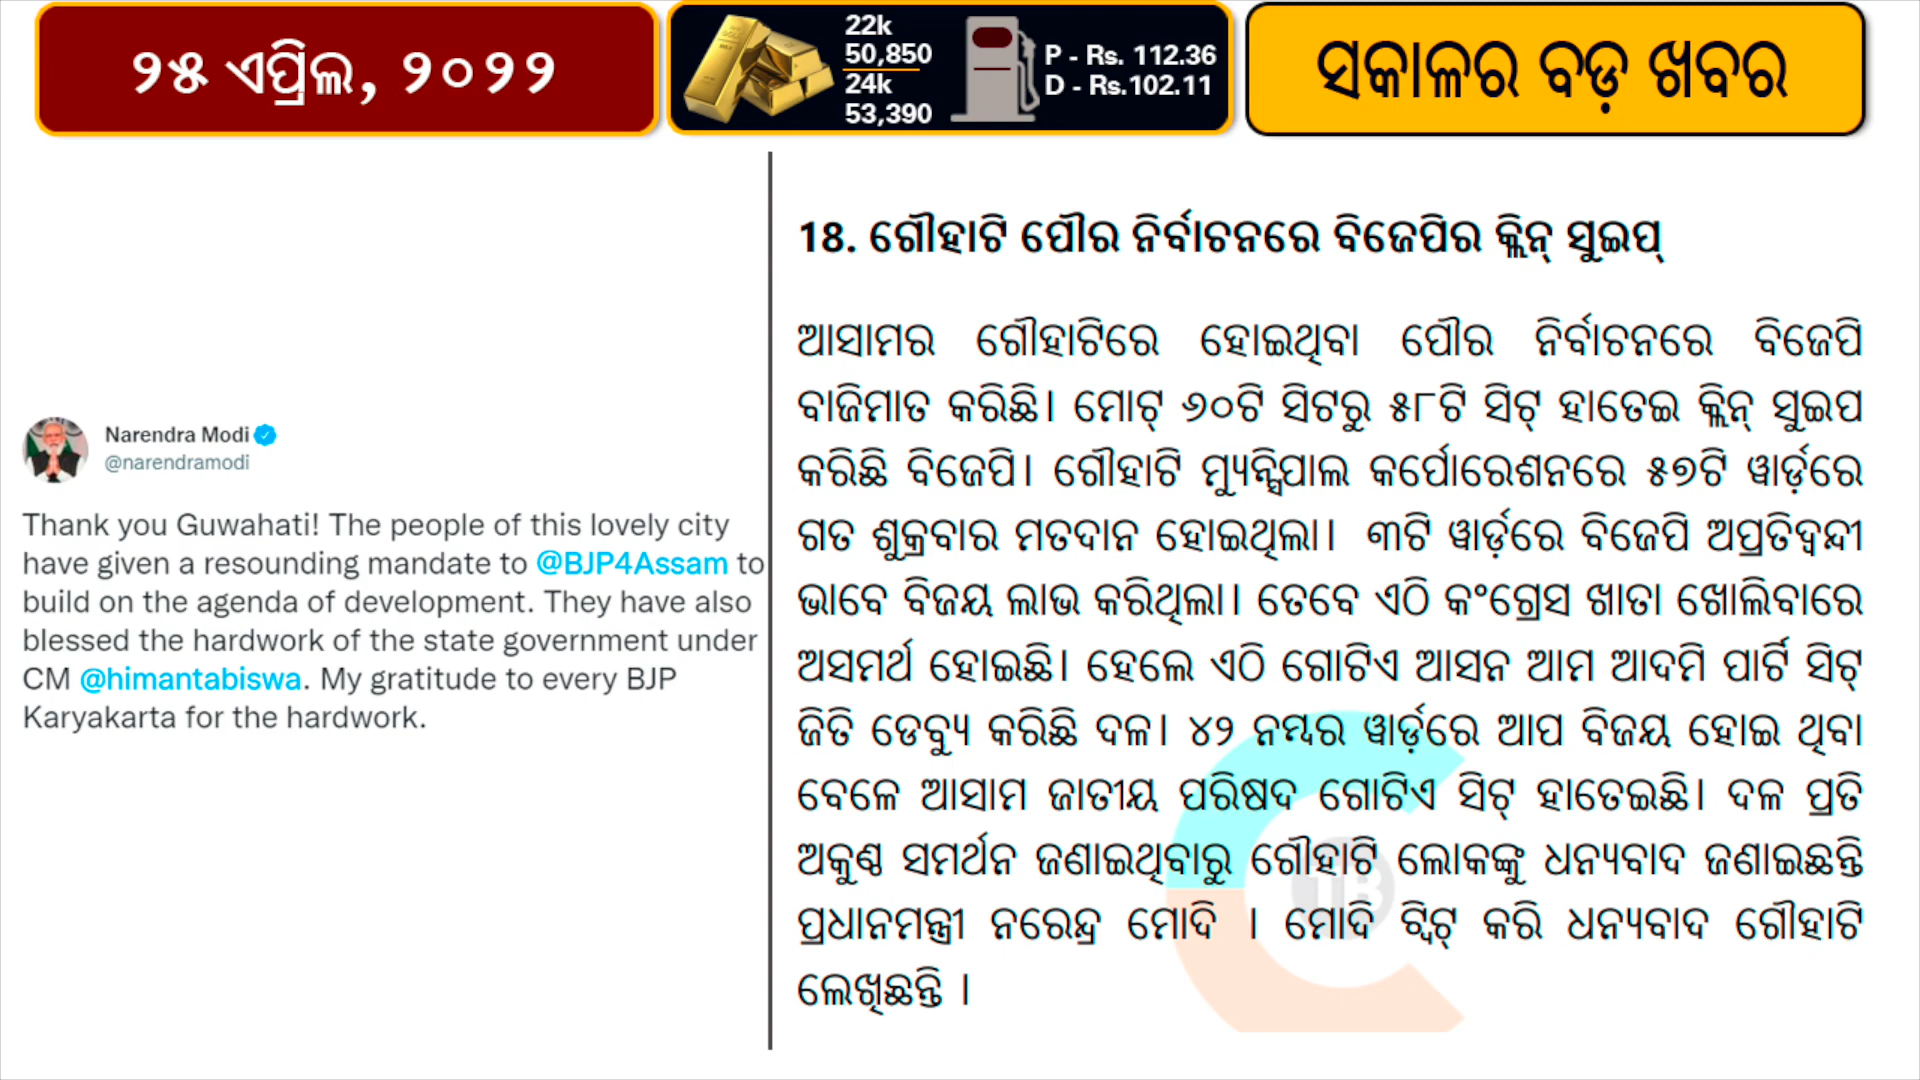 ୨୫ ଏପ୍ରିଲ, ୨୦୨୨
22k
50,850
24k
53,390
P - Rs. 112.36
D - Rs.102.11
ସକାଳର ବଡ଼ ଖବର
Narendra Modi
@narendramodi
Thank you Guwahati! The people of this lovely city
have given a resounding mandate to @BJP4Assam to
build on the agenda of development. They have also
blessed the hardwork of the state government under
CM @himantabiswa. My gratitude to every BJP
Karyakarta for the hardwork.
18. ଗୌହାଟି ପୌର ନିର୍ବାଚନରେ ବିଜେପିର କ୍ଲିନ୍ ସୁଇପ୍
ଆସାମର ଗୌହାଟିରେ ହୋଇଥିବା ପୌର ନିର୍ବାଚନରେ ବିଜେପି
ବାଜିମାତ କରିଛି। ମୋଟ୍ ୬୦ଟି ସିଟରୁ ୫୮ଟି ସିଟ୍ ହାତେଇ କ୍ଲିନ୍ ସୁଇପ
କରିଛି ବିଜେପି। ଗୌହାଟି ମ୍ୟୁନ୍ସିପାଲ କର୍ପୋରେଶନରେ ୫୭ଟି ୱାର୍ଡ଼ରେ
ଗତ ଶୁକ୍ରବାର ମତଦାନ ହୋଇଥିଲା। ୩ଟି ୱାର୍ଡ଼ରେ ବିଜେପି ଅପ୍ରତିଦ୍ୱନ୍ଦୀ
ଭାବେ ବିଜୟ ଲାଭ କରିଥିଲା। ତେବେ ଏଠି କଂଗ୍ରେସ ଖାତା ଖୋଲିବାରେ
ଅସମର୍ଥ ହୋଇଛି। ହେଲେ ଏଠି ଗୋଟିଏ ଆସନ ଆମ ଆଦମି ପାର୍ଟି ସିଟ୍
ଜିତି ଡେବ୍ୟୁ କରିଛି ଦଳ। ୪୨ ନମ୍ବର ୱାର୍ଡ଼ରେ ଆପ ବିଜୟ ହୋଇ ଥିବା
ବେଳେ ଆସାମ ଜାତୀୟ ପରିଷଦ ଗୋଟିଏ ସିଟ୍ ହାତେଇଛି। ଦଳ ପ୍ରତି
ଅକୁଣ୍ଠ ସମର୍ଥନ ଜଣାଇଥିବାରୁ ଗୌହାଟି ଲୋକଙ୍କୁ ଧନ୍ୟବାଦ ଜଣାଇଛନ୍ତି
ପ୍ରଧାନମନ୍ତ୍ରୀ ନରେନ୍ଦ୍ର ମୋଦି । ମୋଦି ଟ୍ୱିଟ୍ କରି ଧନ୍ୟବାଦ ଗୌହାଟି
ଲେଖିଛନ୍ତି ।